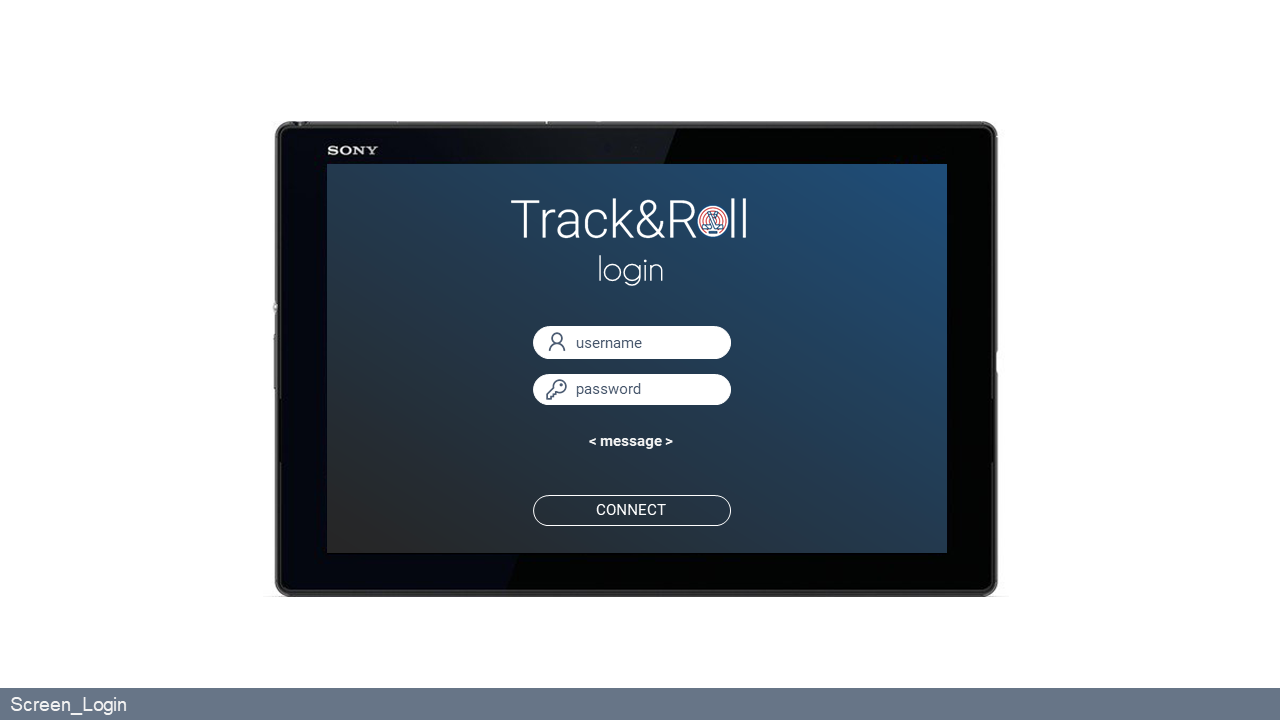 SONY
Track&Roll
login
username
password
< message >
CONNECT
Screen_Login